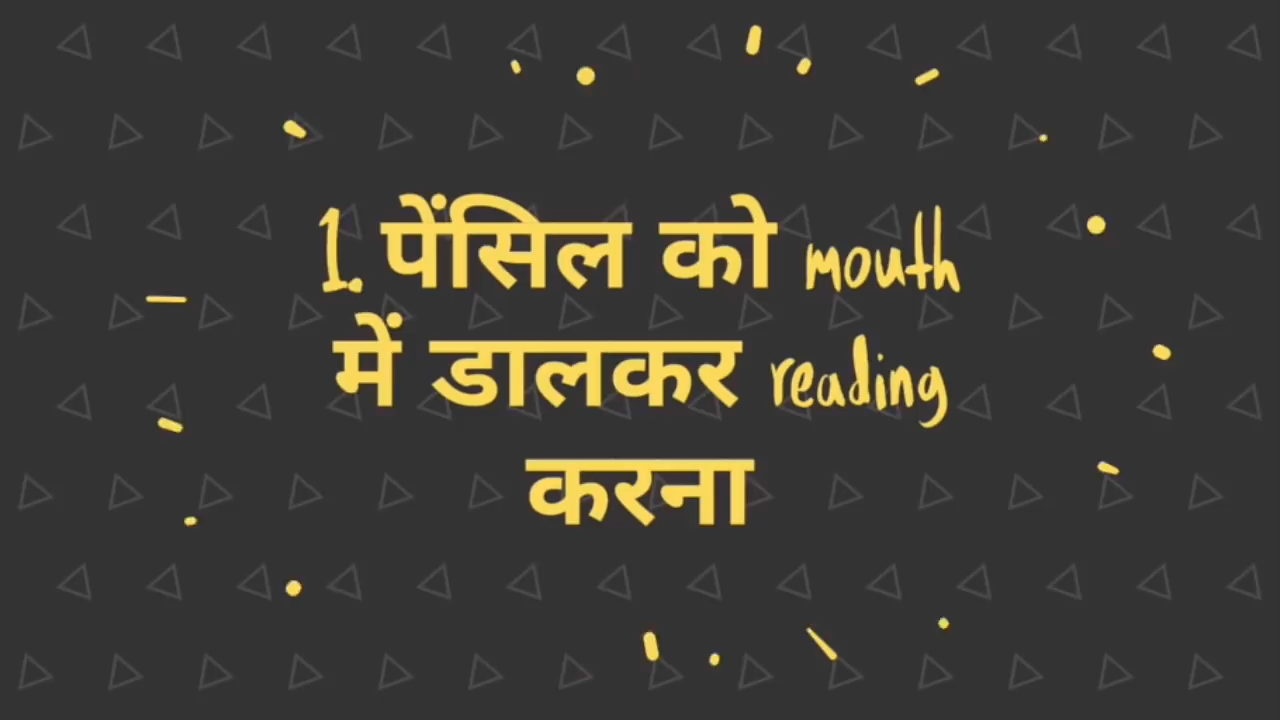 1. पेंसिल को mouth
में डालकर reading
करना